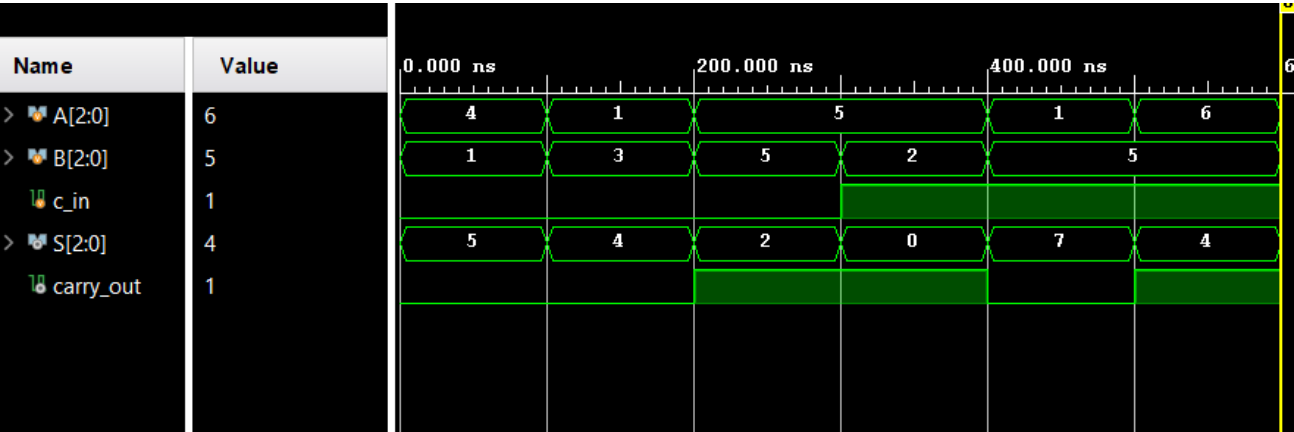 Name Value 0.000 ns 200.000 ns 400.000 ns 6
A[2:0] 6 4 1 5 1 6
B[2:0] 5 1 3 5 2 5
c_in 1
S[2:0] 4 5 4 2 0 7 4
carry_out 1